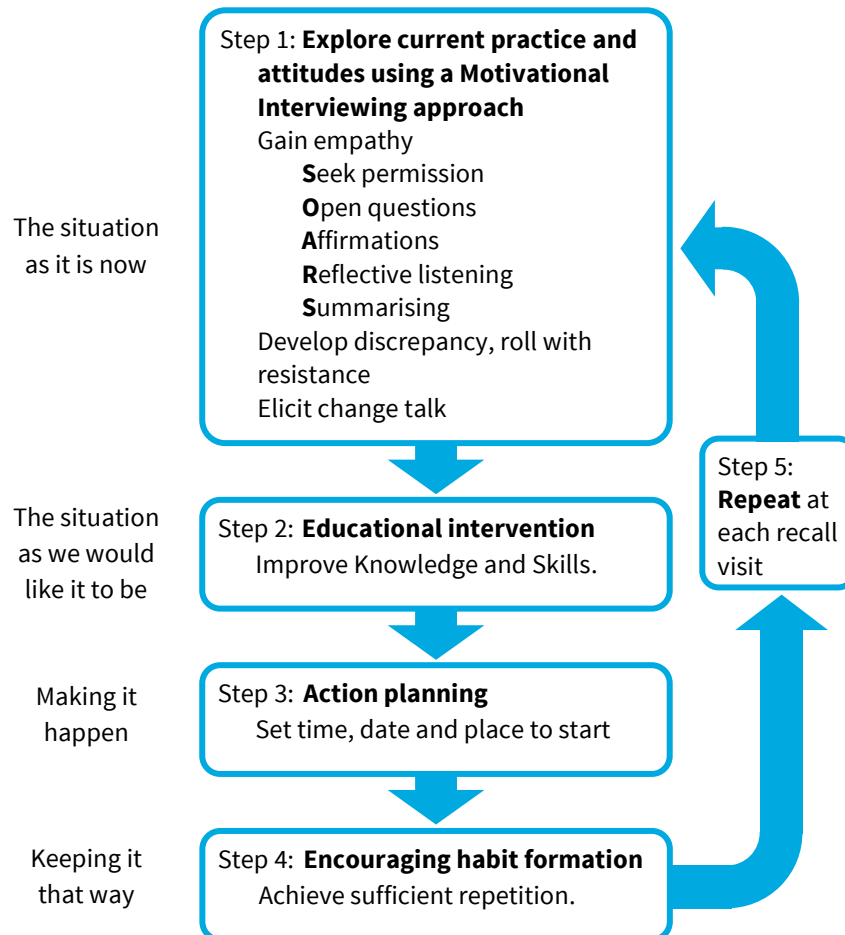 The situation
as it is now
Step 1: Explore current practice and
attitudes using a Motivational
Interviewing approach
Gain empathy
Seek permission
Open questions
Affirmations
Reflective listening
Summarising
Develop discrepancy, roll with
resistance
Elicit change talk
The situation
as we would
like it to be
Step 2: Educational intervention
Improve Knowledge and Skills.
Making it
happen
Step 3: Action planning
Set time, date and place to start
Keeping it
that way
Step 4: Encouraging habit formation
Achieve sufficient repetition.
Step 5:
Repeat at
each recall
visit